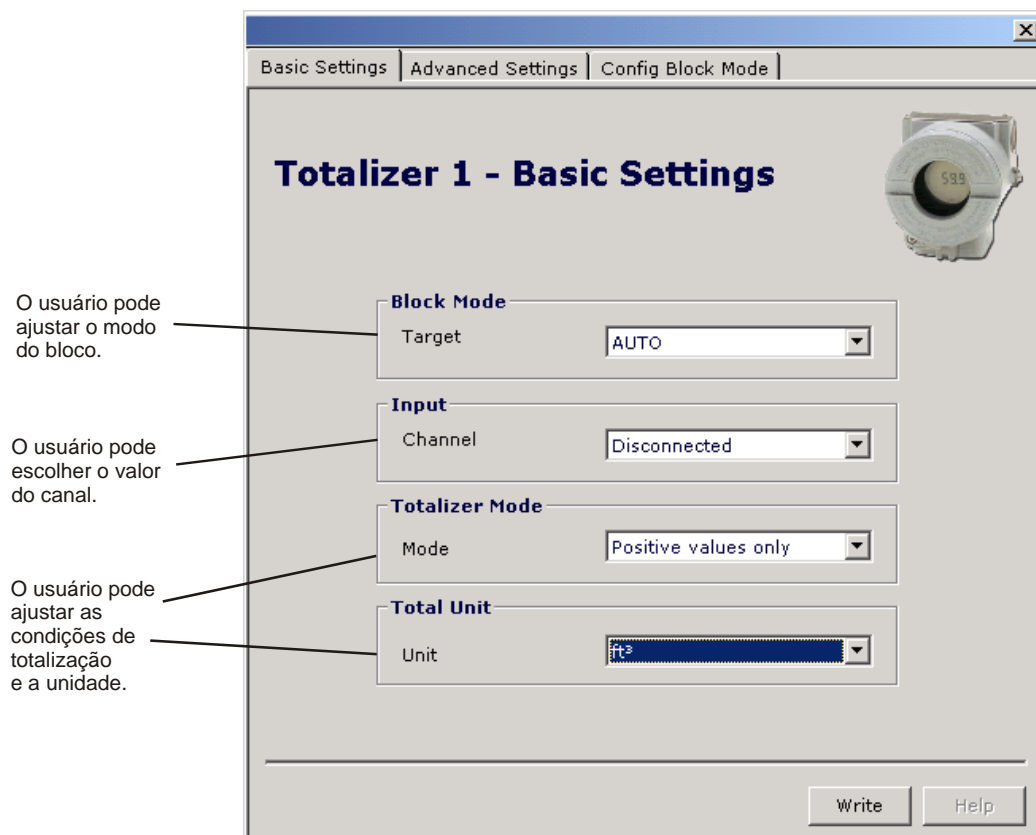 Basic Settings
Advanced Settings
Config Block Mode
Totalizer 1 - Basic Settings
59.9
O usuário pode
ajustar o modo
do bloco.
Block Mode
Target
AUTO
O usuário pode
escolher o valor
do canal.
Input
Channel
Disconnected
Totalizer Mode
Mode
Positive values only
O usuário pode
ajustar as
condições de
totalização
e a unidade.
Total Unit
Unit
ft³
Write
Help